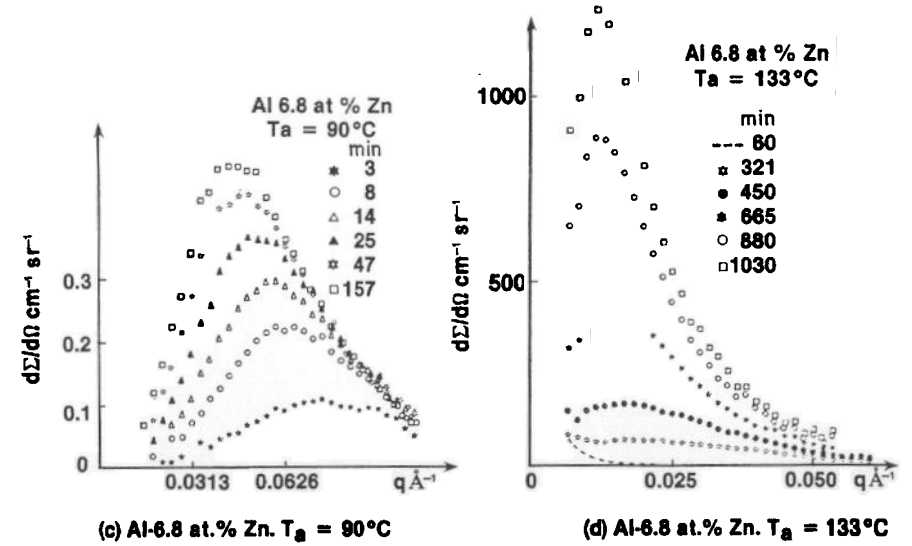 Al 6.8 at % Zn
Ta = 90°C
min
3
8
14
25
47
157
dΣ/dΩ cm⁻¹ sr⁻¹
0.3
0.2
0.1
0
0.0313 0.0626 q Å⁻¹
(c) Al-6.8 at.% Zn. Ta = 90°C
Al 6.8 at % Zn
Ta = 133°C
min
60
321
450
665
880
1030
dΣ/dΩ cm⁻¹ sr⁻¹
1000
500
0 0.025 0.050 q Å⁻¹
(d) Al-6.8 at.% Zn. Ta = 133°C